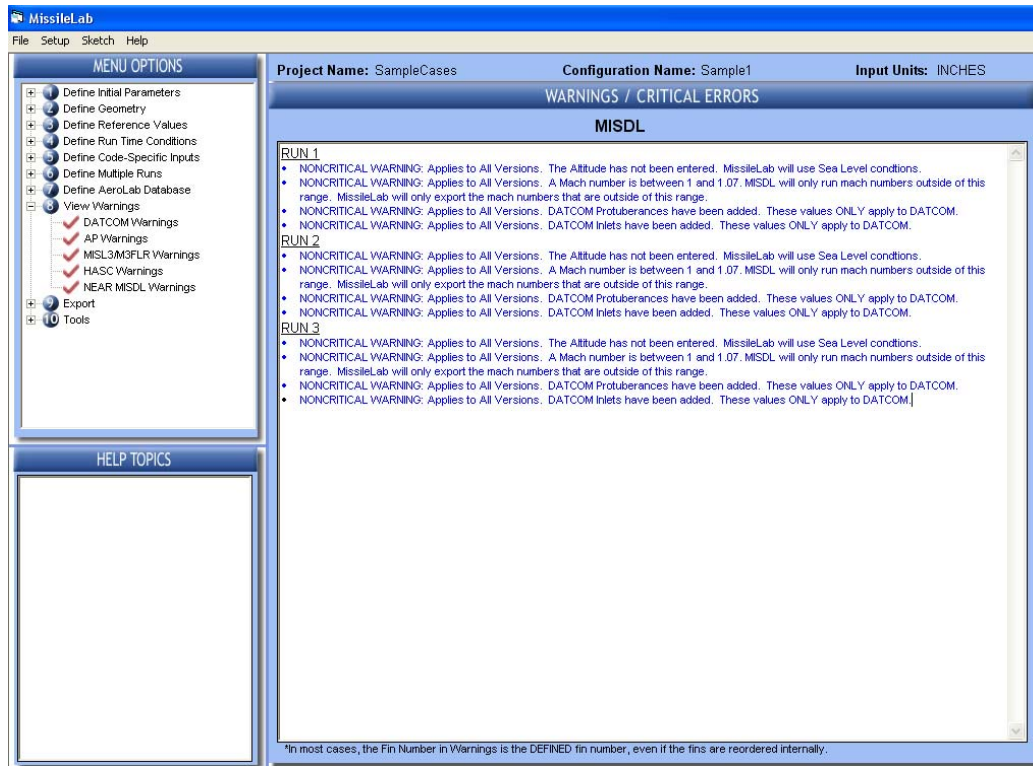 MissileLab
File Setup Sketch Help
MENU OPTIONS
1 Define Initial Parameters
2 Define Geometry
3 Define Reference Values
4 Define Run Time Conditions
5 Define Code-Specific Inputs
6 Define Multiple Runs
7 Define AeroLab Database
8 View Warnings
DATCOM Warnings
AP Warnings
MISL3/M3FLR Warnings
HASC Warnings
NEAR MISDL Warnings
9 Export
10 Tools
HELP TOPICS
Project Name: SampleCases Configuration Name: Sample1 Input Units: INCHES
WARNINGS / CRITICAL ERRORS
MISDL
RUN 1
• NONCRITICAL WARNING: Applies to All Versions. The Altitude has not been entered. MissileLab will use Sea Level condtions.
• NONCRITICAL WARNING: Applies to All Versions. A Mach number is between 1 and 1.07. MISDL will only run mach numbers outside of this
range. MissileLab will only export the mach numbers that are outside of this range.
• NONCRITICAL WARNING: Applies to All Versions. DATCOM Protuberances have been added. These values ONLY apply to DATCOM.
• NONCRITICAL WARNING: Applies to All Versions. DATCOM Inlets have been added. These values ONLY apply to DATCOM.
RUN 2
• NONCRITICAL WARNING: Applies to All Versions. The Altitude has not been entered. MissileLab will use Sea Level condtions.
• NONCRITICAL WARNING: Applies to All Versions. A Mach number is between 1 and 1.07. MISDL will only run mach numbers outside of this
range. MissileLab will only export the mach numbers that are outside of this range.
• NONCRITICAL WARNING: Applies to All Versions. DATCOM Protuberances have been added. These values ONLY apply to DATCOM.
• NONCRITICAL WARNING: Applies to All Versions. DATCOM Inlets have been added. These values ONLY apply to DATCOM.
RUN 3
• NONCRITICAL WARNING: Applies to All Versions. The Altitude has not been entered. MissileLab will use Sea Level condtions.
• NONCRITICAL WARNING: Applies to All Versions. A Mach number is between 1 and 1.07. MISDL will only run mach numbers outside of this
range. MissileLab will only export the mach numbers that are outside of this range.
• NONCRITICAL WARNING: Applies to All Versions. DATCOM Protuberances have been added. These values ONLY apply to DATCOM.
• NONCRITICAL WARNING: Applies to All Versions. DATCOM Inlets have been added. These values ONLY apply to DATCOM.
*In most cases, the Fin Number in Warnings is the DEFINED fin number, even if the fins are reordered internally.